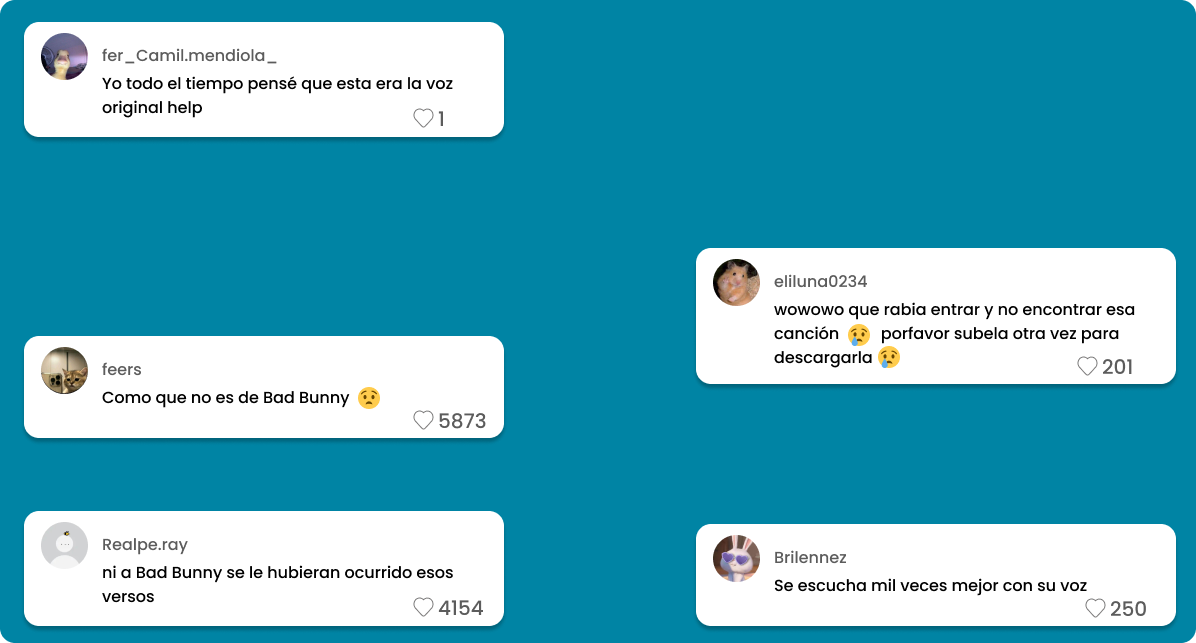 fer_Camil.mendiola_
Yo todo el tiempo pensé que esta era la voz
original help
1
eliluna0234
wowowo que rabia entrar y no encontrar esa
canción 😢 porfavor subela otra vez para
descargarla 😢
201
feers
Como que no es de Bad Bunny 😟
5873
Realpe.ray
ni a Bad Bunny se le hubieran ocurrido esos
versos
4154
Brilennez
Se escucha mil veces mejor con su voz
250